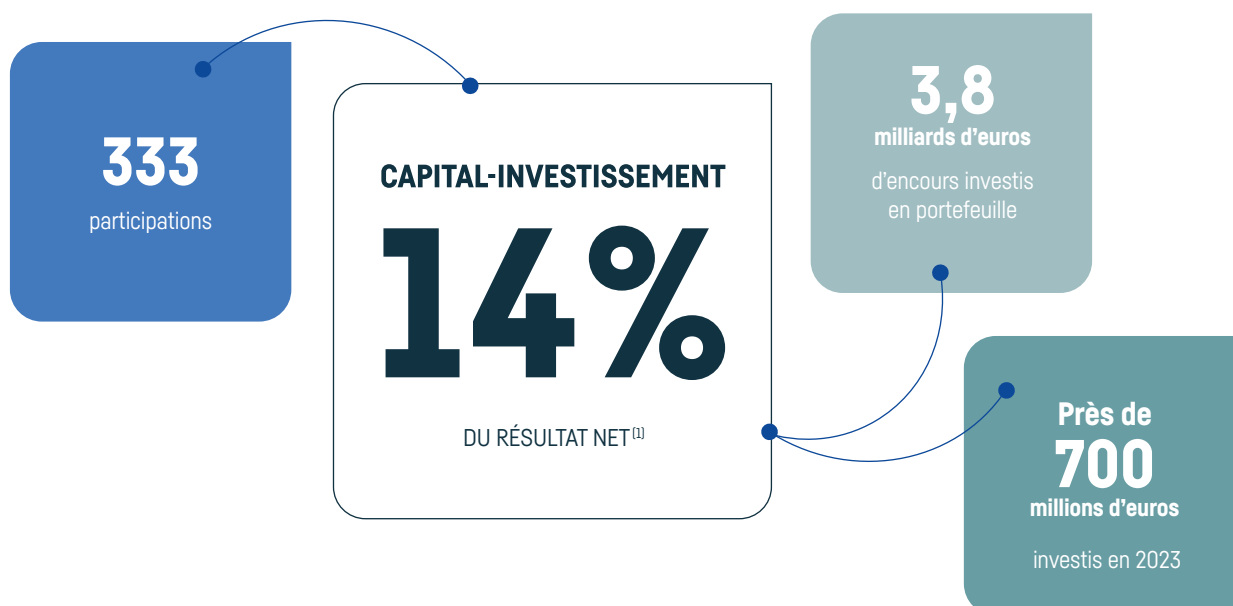 333
participations
CAPITAL-INVESTISSEMENT
14%
DU RÉSULTAT NET(1)
3,8
milliards d'euros
d'encours investis
en portefeuille
Près de
700
millions d'euros
investis en 2023